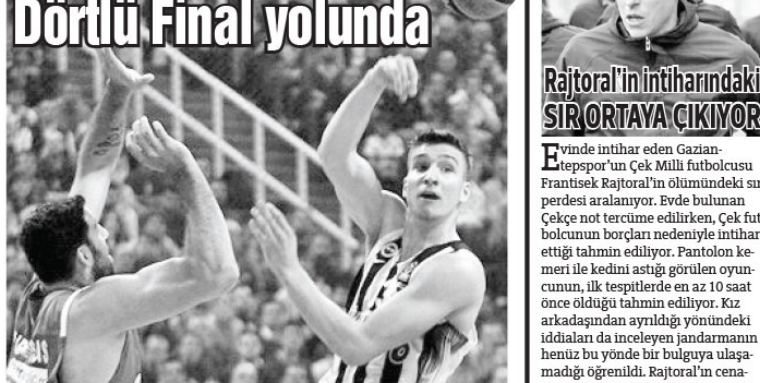 Dörtlü Final yolunda
Rajtoral'in intiharındaki
SIR ORTAYA ÇIKIYOR
Evinde intihar eden Gazian-
tepspor'un Çek Milli futbolcusu
Frantisek Rajtoral'in ölümündeki
perdesi aralanıyor. Evde bulunan
Çekçe not tercüme edilirken, Çek fut
bolcunun borçları nedeniyle intihar
ettiği tahmin ediliyor. Pantolon ke-
meri ile kedini astığı görülen oyun-
cunun, ilk tespitlerde en az 10 saat
önce öldüğü tahmin ediliyor. Kız
arkadaşından ayrıldığı yönündeki
iddiaları da inceleyen jandarmanın
henüz bu yönde bir bulguya ulaşa-
madığı öğrenildi. Rajtoral'ın cena-